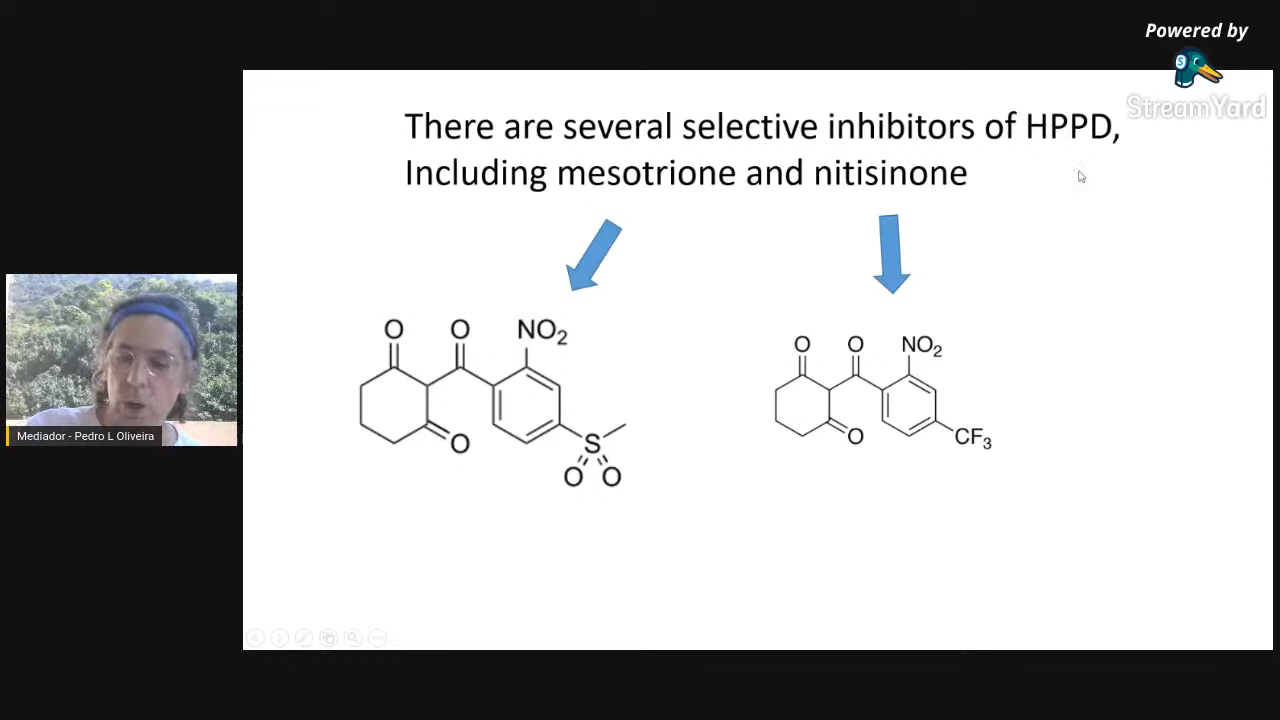 Powered by
StreamYard
There are several selective inhibitors of HPPD,
Including mesotrione and nitisinone
O O NO2
O
S
O O
O O NO2
O
CF3
Mediador - Pedro L Oliveira